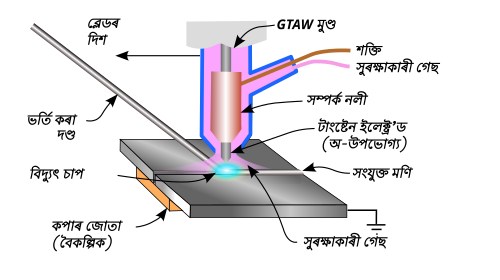 ৱেল্ডৰ
দিশ
GTAW মুণ্ড
শক্তি
সুৰক্ষাকাৰী গেছ
সম্পৰ্ক নলী
ভৰ্তি কৰা
দণ্ড
টাংষ্টেন ইলেক্ট্ৰ'ড
(অ-উপভোগ্য)
বিদ্যুৎ চাপ
সংযুক্ত মণি
কপাৰ জোতা
(বৈকল্পিক)
সুৰক্ষাকাৰী গেছ